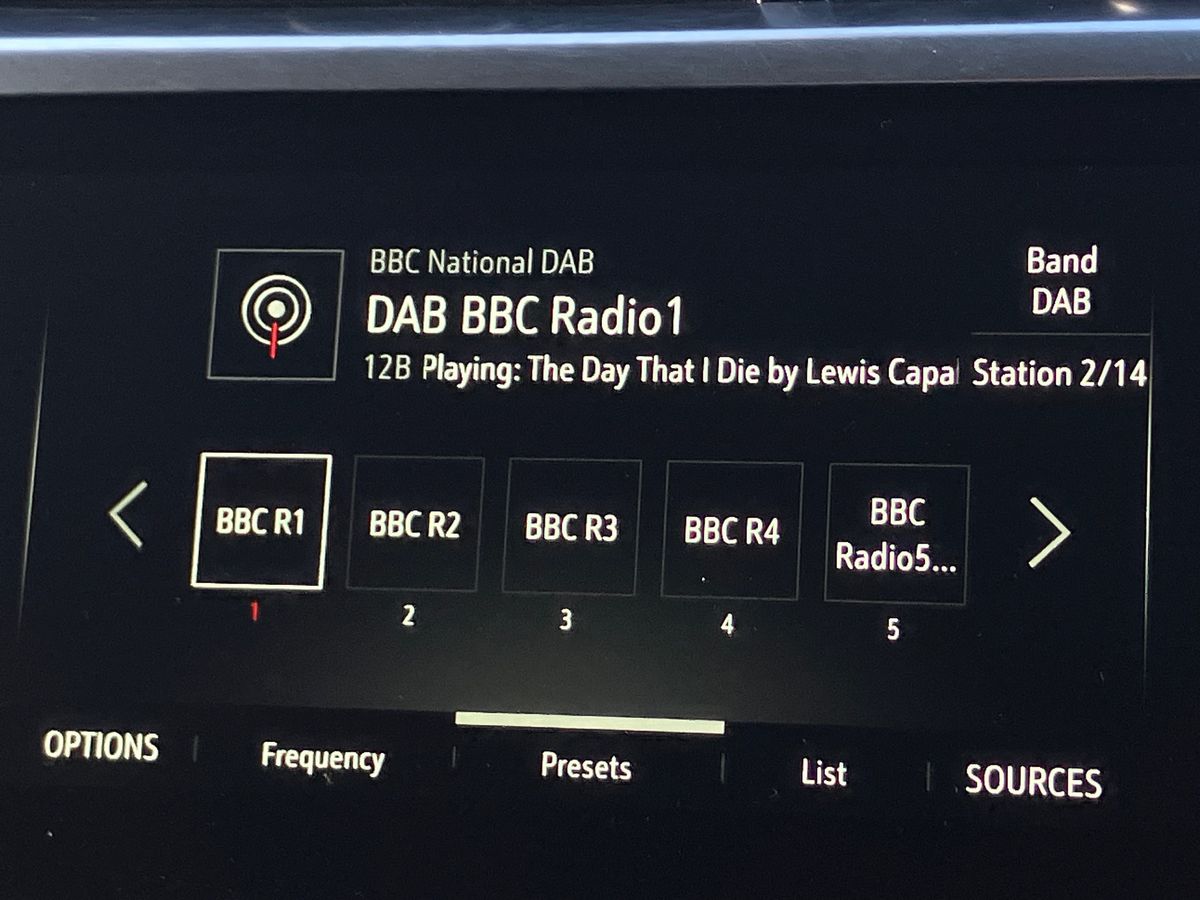 BBC National DAB
DAB BBC Radio1
12B Playing: The Day That I Die by Lewis Capa
Band
DAB
Station 2/14
BBC R1
BBC R2
BBC R3
BBC R4
BBC
Radio5...
1
2
3
4
5
OPTIONS
Frequency
Presets
List
SOURCES